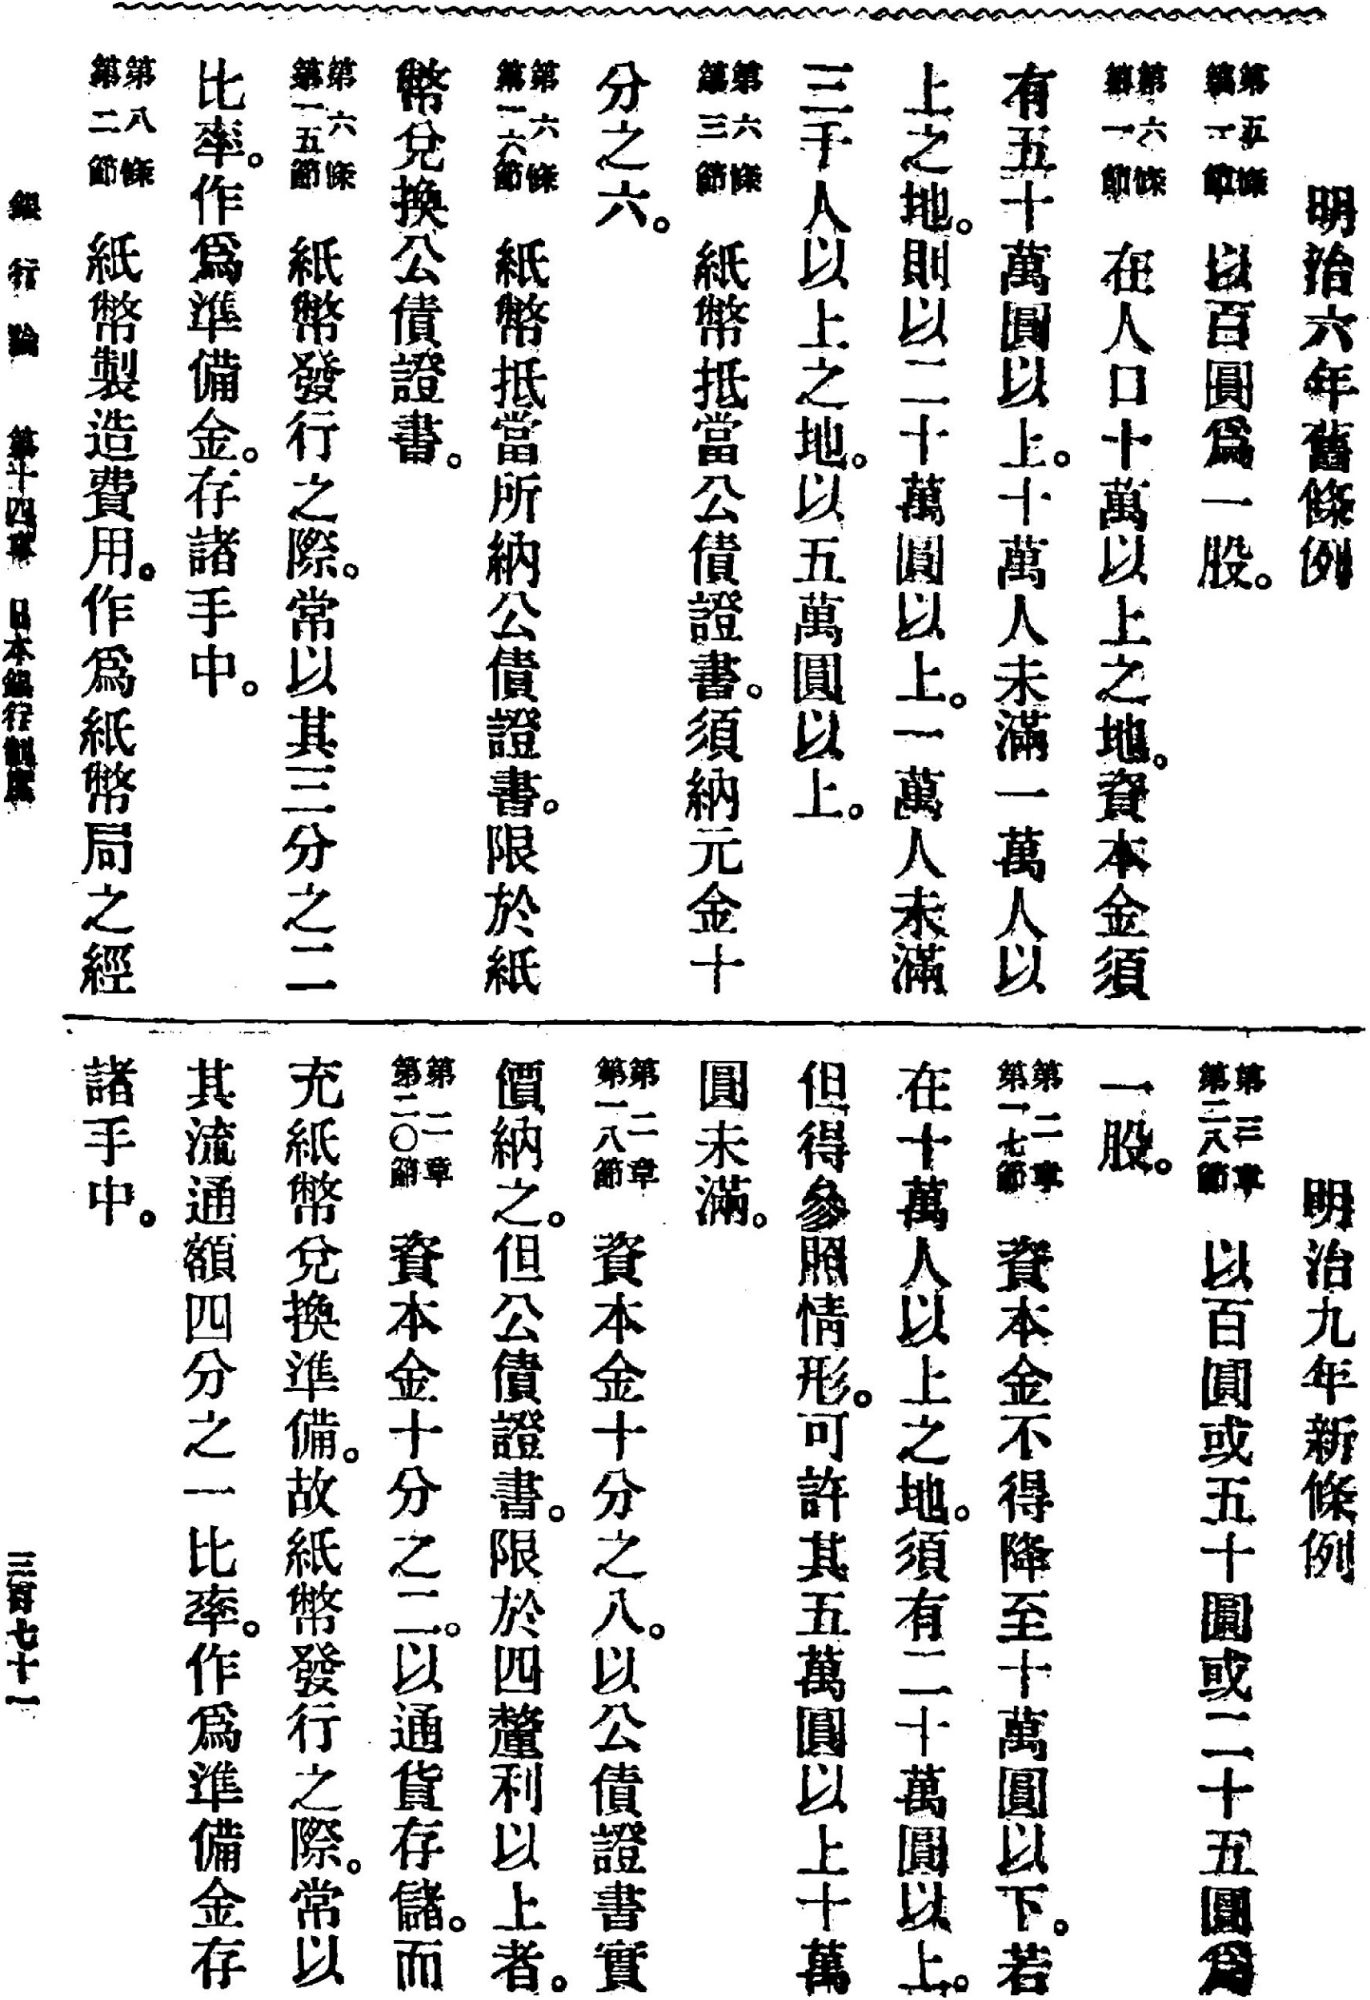 明治六年舊條例
第五條第二節　以百圓爲一股。
第六條第一節　在人口十萬以上之地。資本金須
有五十萬圓以上。十萬人未滿一萬人以
上之地。則以二十萬圓以上。一萬人未滿
三千人以上之地。以五萬圓以上。
第六條第三節　紙幣抵當公債證書。須納元金十
分之六。
第六條第一六節　紙幣抵當所納公債證書。限於紙
幣兌換公債證書。
第六條第一五節　紙幣發行之際。常以其三分之二
比率。作爲準備金。存諸手中。
第八條第二節　紙幣製造費用。作爲紙幣局之經
明治九年新條例
第三章第二八節　以百圓或五十圓或二十五圓爲
一股。
第二章第一七節　資本金不得降至十萬圓以下。若
在十萬人以上之地。須有二十萬圓以上。
但得參照情形。可許其五萬圓以上十萬
圓未滿。
第二章第一八節　資本金十分之八。以公債證書實
價納之。但公債證書。限於四釐利以上者。
第二章第二〇節　資本金十分之二。以通貨存儲。而
充紙幣兌換準備。故紙幣發行之際。常以
其流通額四分之一比率。作爲準備金存
諸手中。
銀行論　第十四章　日本銀行制度
三百七十一